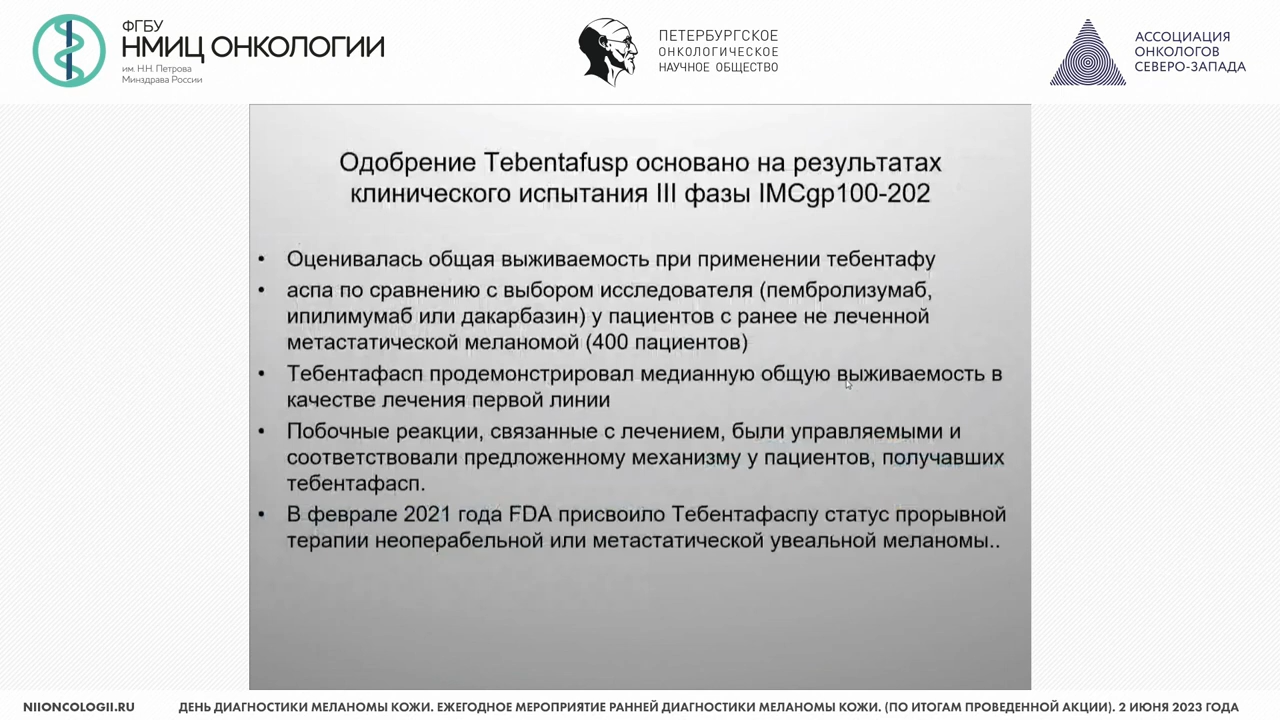 ФГБУ
НМИЦ ОНКОЛОГИИ
им. Н.Н. Петрова
Минздрава России
ПЕТЕРБУРГСКОЕ
ОНКОЛОГИЧЕСКОЕ
НАУЧНОЕ ОБЩЕСТВО
АССОЦИАЦИЯ
ОНКОЛОГОВ
СЕВЕРО-ЗАПАДА
Одобрение Tebentafusp основано на результатах
клинического испытания III фазы IMCgp100-202
• Оценивалась общая выживаемость при применении тебентафу
• аспа по сравнению с выбором исследователя (пембролизумаб,
ипилимумаб или дакарбазин) у пациентов с ранее не леченной
метастатической меланомой (400 пациентов)
• Тебентафасп продемонстрировал медианную общую выживаемость в
качестве лечения первой линии
• Побочные реакции, связанные с лечением, были управляемыми и
соответствовали предложенному механизму у пациентов, получавших
тебентафасп.
• В феврале 2021 года FDA присвоило Тебентафаспу статус прорывной
терапии неоперабельной или метастатической увеальной меланомы..
NIIONCOLOGII.RU
ДЕНЬ ДИАГНОСТИКИ МЕЛАНОМЫ КОЖИ. ЕЖЕГОДНОЕ МЕРОПРИЯТИЕ РАННЕЙ ДИАГНОСТИКИ МЕЛАНОМЫ КОЖИ. (ПО ИТОГАМ ПРОВЕДЕННОЙ АКЦИИ). 2 ИЮНЯ 2023 ГОДА